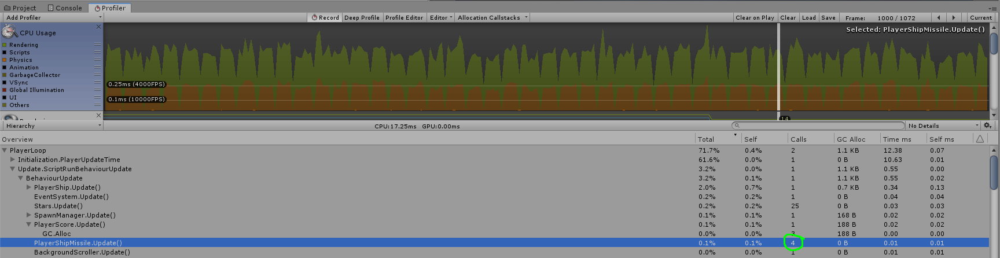 Project Console Profiler
Add Profiler Record Deep Profile Profile Editor Editor Allocation Callstacks Clear on Play Clear Load Save Frame: 1000 / 1072 Current
CPU Usage Selected: PlayerShipMissile.Update()
Rendering
Scripts
Physics
Animation
GarbageCollector
VSync
Global Illumination
UI
Others
0.25ms (4000FPS)
0.1ms (10000FPS)
14
Hierarchy CPU:17.25ms GPU:0.00ms No Details
Overview Total Self Calls GC Alloc Time ms Self ms
PlayerLoop 71.7% 0.4% 2 1.1 KB 12.38 0.07
Initialization.PlayerUpdateTime 61.6% 0.0% 1 0 B 10.63 0.01
Update.ScriptRunBehaviourUpdate 3.2% 0.0% 1 1.1 KB 0.55 0.00
BehaviourUpdate 3.2% 0.1% 1 1.1 KB 0.55 0.02
PlayerShip.Update() 2.0% 0.7% 1 0.7 KB 0.34 0.13
EventSystem.Update() 0.2% 0.2% 1 0 B 0.04 0.04
Stars.Update() 0.2% 0.2% 25 0 B 0.03 0.03
SpawnManager.Update() 0.1% 0.1% 1 168 B 0.02 0.02
PlayerScore.Update() 0.1% 0.1% 1 188 B 0.02 0.02
GC.Alloc 0.0% 0.0% 3 188 B 0.00 0.00
PlayerShipMissile.Update() 0.1% 0.1% 4 0 B 0.01 0.01
BackgroundScroller.Update() 0.0% 0.0% 1 0 B 0.01 0.01